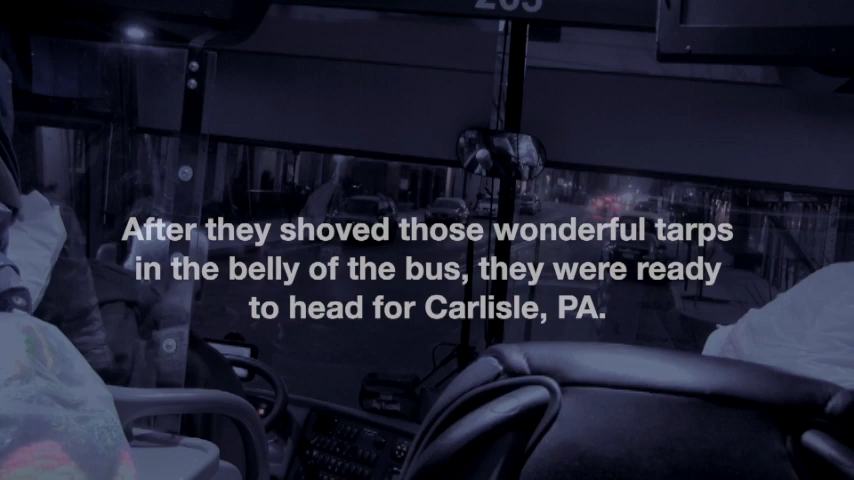 203
After they shoved those wonderful tarps
in the belly of the bus, they were ready
to head for Carlisle, PA.